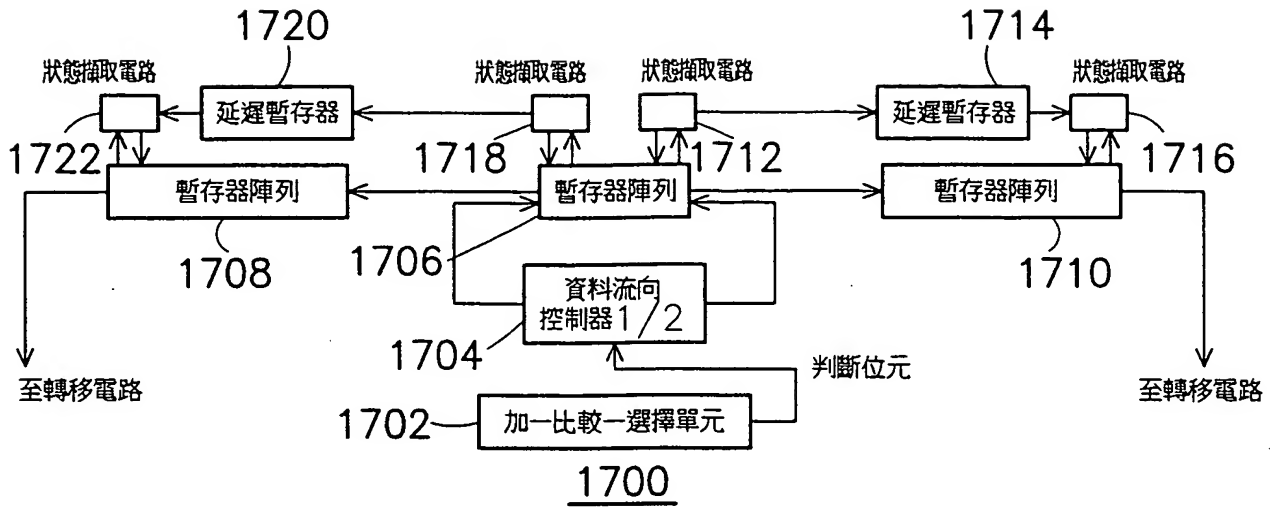 1720
1714
狀態擷取電路
狀態擷取電路
狀態擷取電路
狀態擷取電路
延遲暫存器
延遲暫存器
1722
1718
1712
1716
暫存器陣列
暫存器陣列
暫存器陣列
1708
1706
1710
資料流向
控制器1/2
1704
判斷位元
至轉移電路
至轉移電路
1702
加一比較一選擇單元
1700